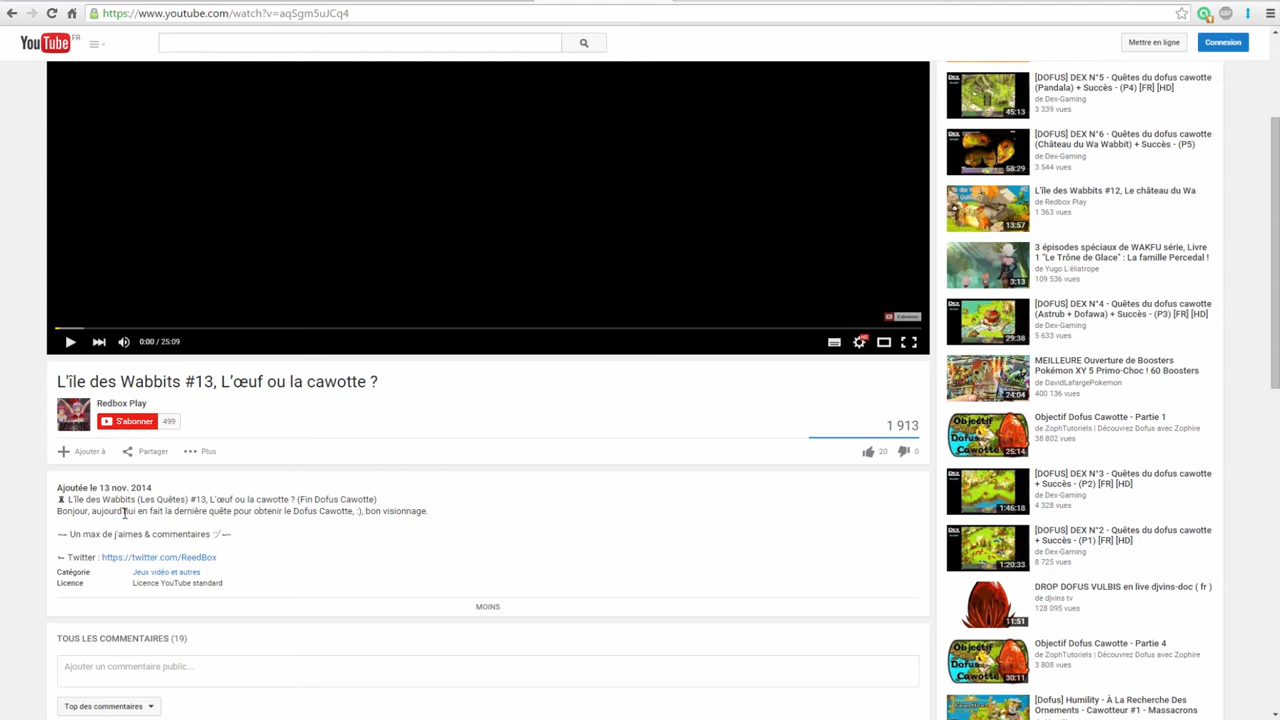 https://www.youtube.com/watch?v=aqSgm5uJCq4
YouTube FR
Mettre en ligne
Connexion
S'abonner
0:00 / 25:09
L'île des Wabbits #13, L'œuf ou la cawotte ?
Redbox Play
S'abonner 499
1 913
Ajouter à
Partager
Plus
20
0
Ajoutée le 13 nov. 2014
L'île des Wabbits (Les Quêtes) #13, L'œuf ou la cawotte ? (Fin Dofus Cawotte)
Bonjour, aujourd'hui en fait la dernière quête pour obtenir le Dofus Cawotte ;), bon visionnage.
Un max de j'aimes & commentaires ヅ
Twitter : https://twitter.com/ReedBox
Catégorie Jeux vidéo et autres
Licence Licence YouTube standard
MOINS
TOUS LES COMMENTAIRES (19)
Ajouter un commentaire public...
Top des commentaires
[DOFUS] DEX N°5 - Quêtes du dofus cawotte
(Pandala) + Succès - (P4) [FR] [HD]
de Dex-Gaming
3 339 vues
45:13
[DOFUS] DEX N°6 - Quêtes du dofus cawotte
(Château du Wa Wabbit) + Succès - (P5)
de Dex-Gaming
3 544 vues
58:29
L'île des Wabbits #12, Le château du Wa
de Redbox Play
1 363 vues
13:57
3 épisodes spéciaux de WAKFU série, Livre
1 "Le Trône de Glace" : La famille Percedal !
de Yugo L'éliatrope
109 536 vues
3:13
[DOFUS] DEX N°4 - Quêtes du dofus cawotte
(Astrub + Dofawa) + Succès - (P3) [FR] [HD]
de Dex-Gaming
5 633 vues
29:38
MEILLEURE Ouverture de Boosters
Pokémon XY 5 Primo-Choc ! 60 Boosters
de DavidLafargePokemon
400 136 vues
24:04
Objectif Dofus Cawotte - Partie 1
de ZophTutoriels | Découvrez Dofus avec Zophire
38 802 vues
Objectif Dofus Cawotte
25:14
[DOFUS] DEX N°3 - Quêtes du dofus cawotte
+ Succès - (P2) [FR] [HD]
de Dex-Gaming
4 328 vues
1:46:18
[DOFUS] DEX N°2 - Quêtes du dofus cawotte
+ Succès - (P1) [FR] [HD]
de Dex-Gaming
8 725 vues
1:20:33
DROP DOFUS VULBIS en live djvins-doc ( fr )
de djvins tv
128 095 vues
11:51
Objectif Dofus Cawotte - Partie 4
de ZophTutoriels | Découvrez Dofus avec Zophire
3 808 vues
Objectif Dofus Cawotte
30:11
[Dofus] Humility - À La Recherche Des
Ornements - Cawotteur #1 - Massacrons